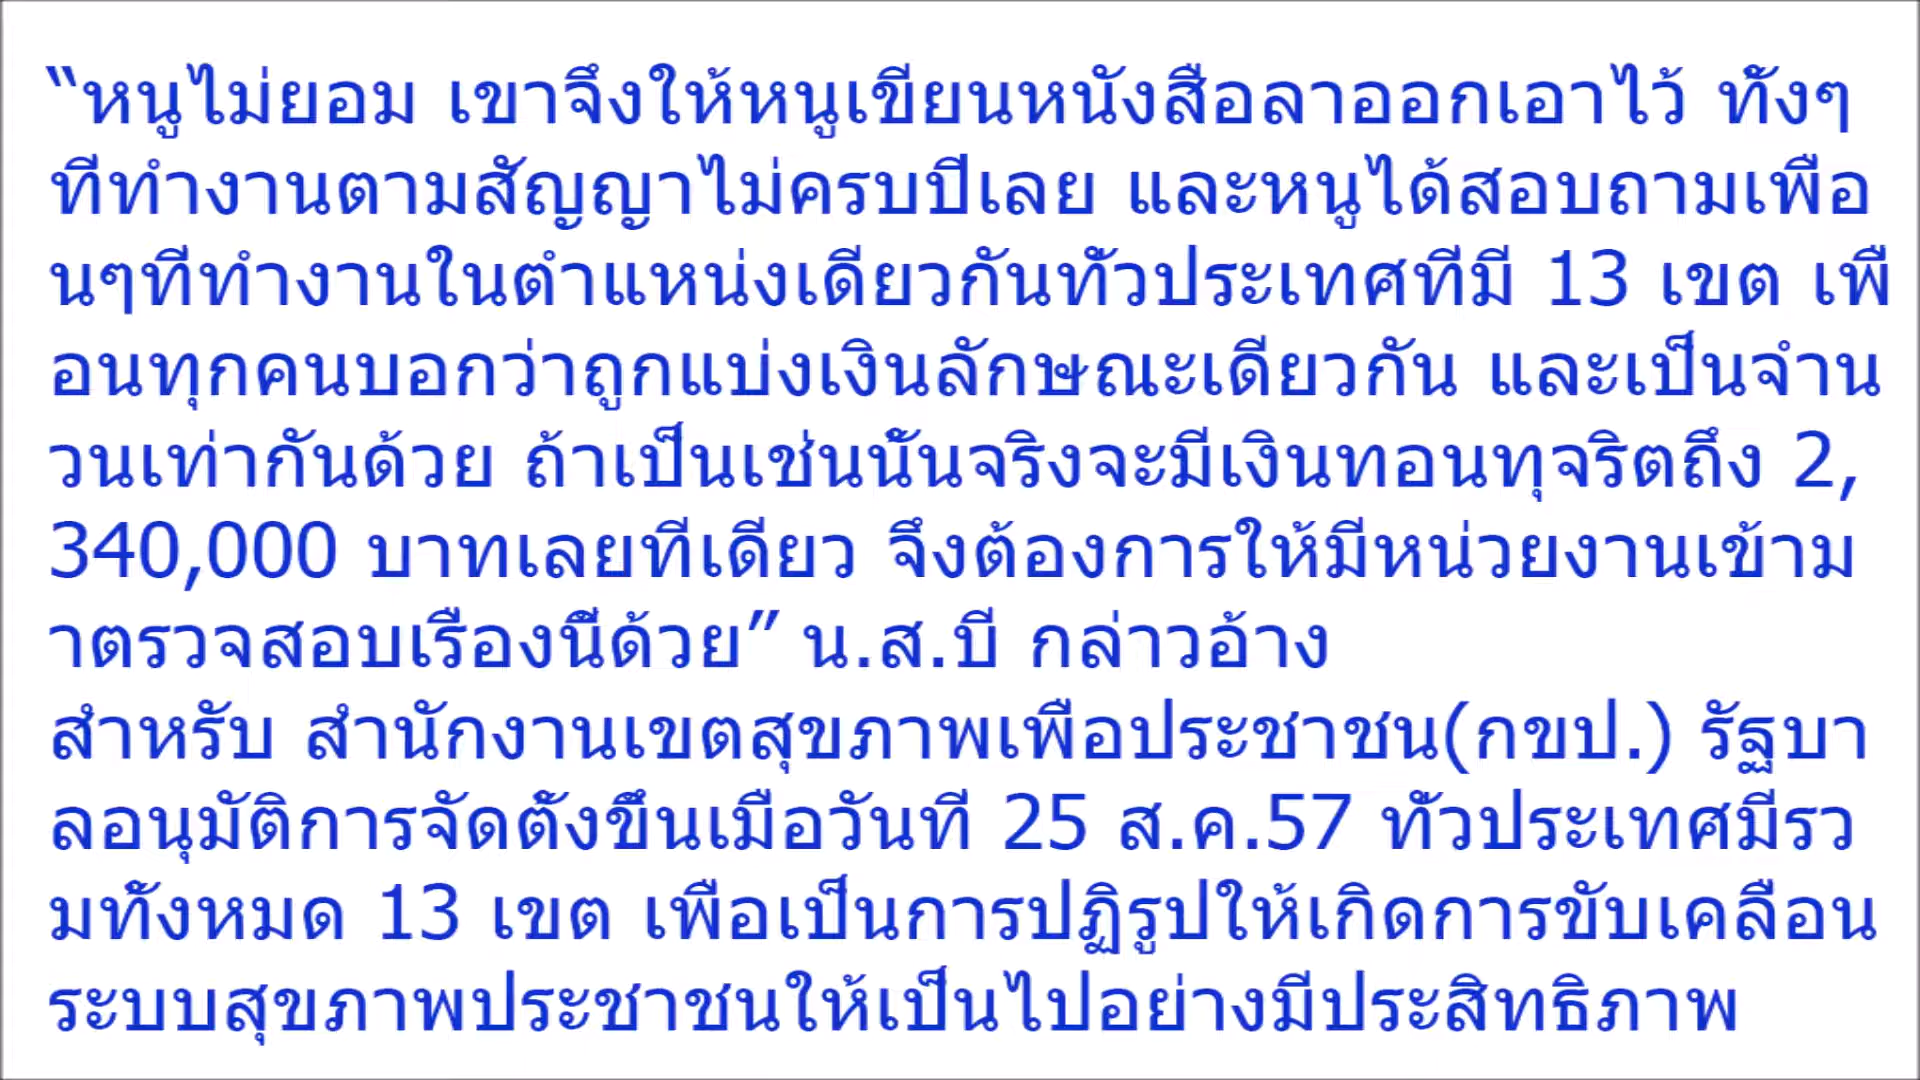 “หนูไม่ยอม เขาจึงให้หนูเขียนหนังสือลาออกเอาไว้ ทั้งๆ
ที่ทำงานตามสัญญาไม่ครบปีเลย และหนูได้สอบถามเพื่อ
นๆที่ทำงานในตำแหน่งเดียวกันทั่วประเทศที่มี 13 เขต เพื่
อนทุกคนบอกว่าถูกแบ่งเงินลักษณะเดียวกัน และเป็นจำน
วนเท่ากันด้วย ถ้าเป็นเช่นนั้นจริงจะมีเงินทอนทุจริตถึง 2,
340,000 บาทเลยทีเดียว จึงต้องการให้มีหน่วยงานเข้าม
าตรวจสอบเรื่องนี้ด้วย” น.ส.บี กล่าวอ้าง
สำหรับ สำนักงานเขตสุขภาพเพื่อประชาชน(กขป.) รัฐบา
ลอนุมัติการจัดตั้งขึ้นเมื่อวันที่ 25 ส.ค.57 ทั่วประเทศมีรว
มทั้งหมด 13 เขต เพื่อเป็นการปฏิรูปให้เกิดการขับเคลื่อน
ระบบสุขภาพประชาชนให้เป็นไปอย่างมีประสิทธิภาพ